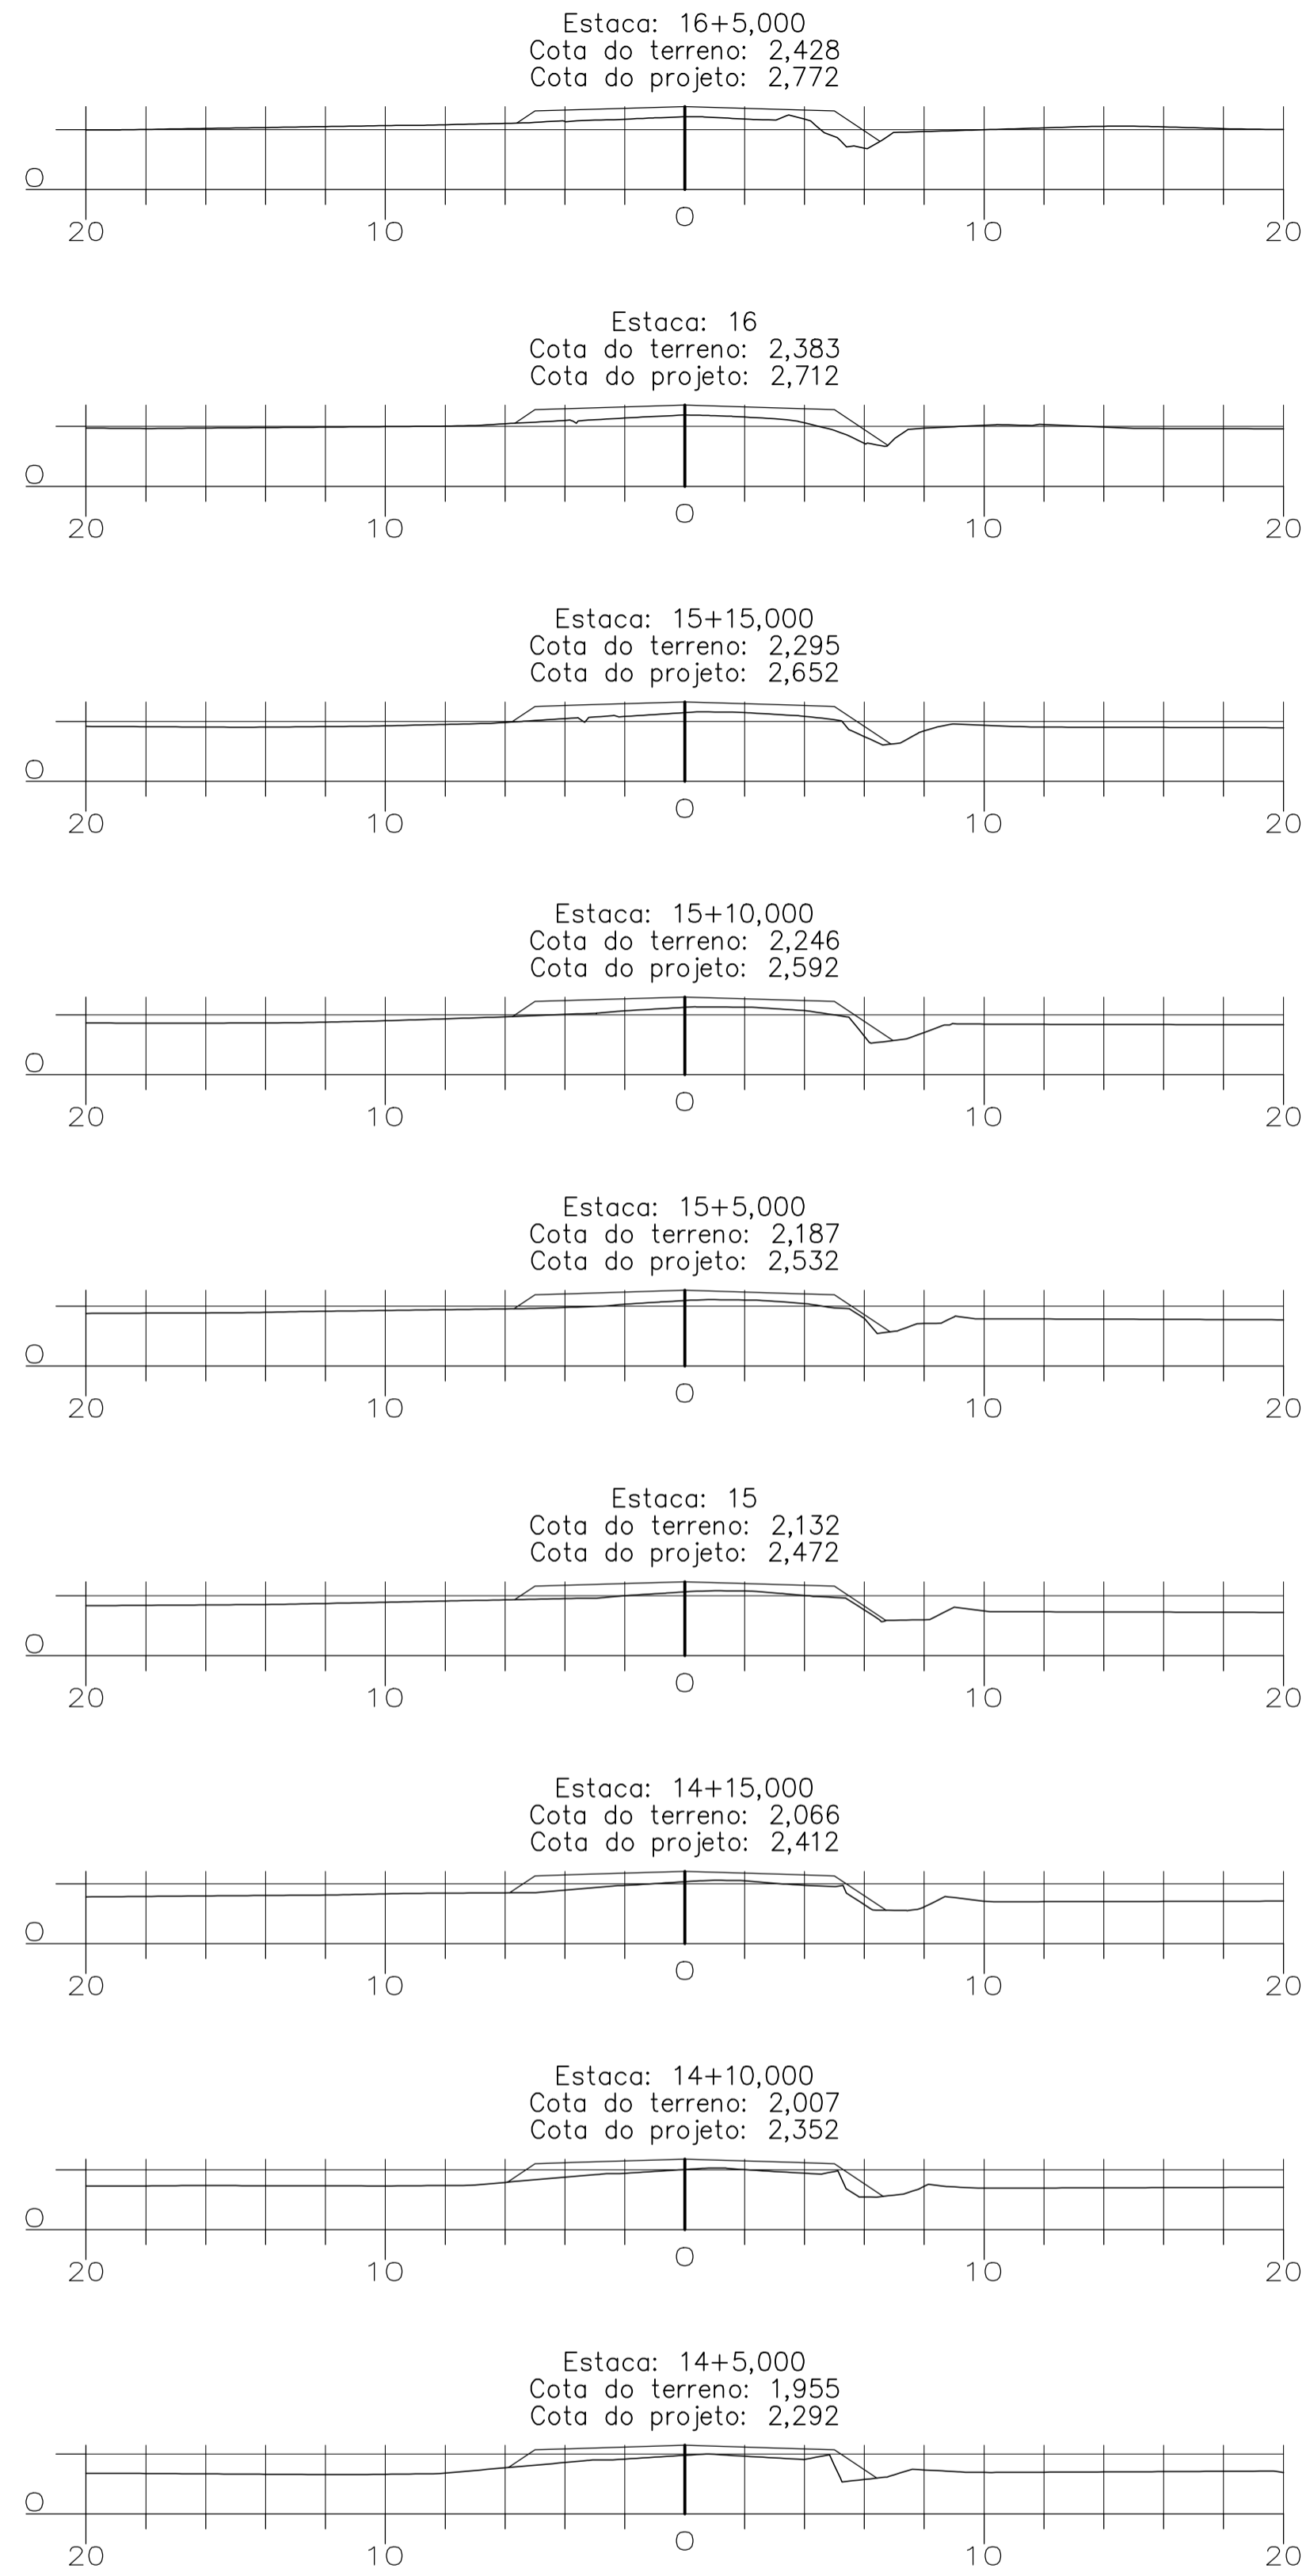 Estaca: 16+5,000
Cota do terreno: 2,428
Cota do projeto: 2,772
0
20 10 0 10 20
Estaca: 16
Cota do terreno: 2,383
Cota do projeto: 2,712
0
20 10 0 10 20
Estaca: 15+15,000
Cota do terreno: 2,295
Cota do projeto: 2,652
0
20 10 0 10 20
Estaca: 15+10,000
Cota do terreno: 2,246
Cota do projeto: 2,592
0
20 10 0 10 20
Estaca: 15+5,000
Cota do terreno: 2,187
Cota do projeto: 2,532
0
20 10 0 10 20
Estaca: 15
Cota do terreno: 2,132
Cota do projeto: 2,472
0
20 10 0 10 20
Estaca: 14+15,000
Cota do terreno: 2,066
Cota do projeto: 2,412
0
20 10 0 10 20
Estaca: 14+10,000
Cota do terreno: 2,007
Cota do projeto: 2,352
0
20 10 0 10 20
Estaca: 14+5,000
Cota do terreno: 1,955
Cota do projeto: 2,292
0
20 10 0 10 20